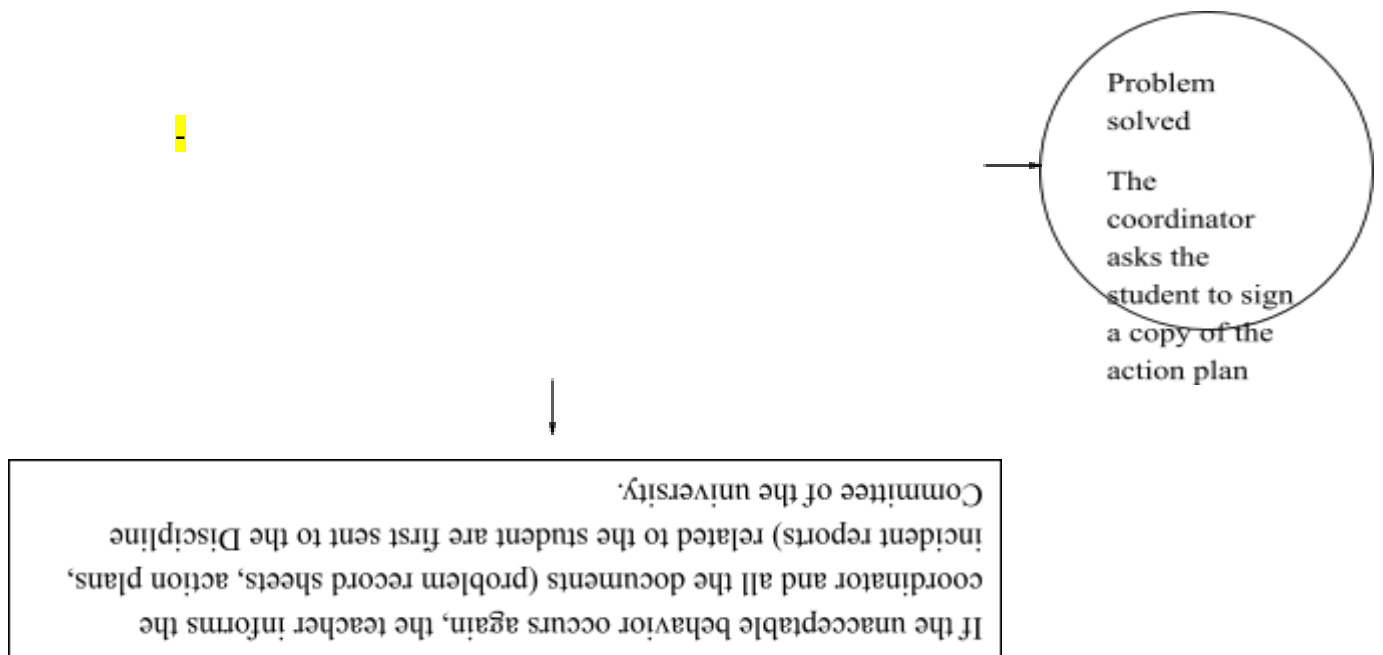 -
Problem
solved
The
coordinator
asks the
student to sign
a copy of the
action plan
If the unacceptable behavior occurs again, the teacher informs the
coordinator and all the documents (problem record sheets, action plans,
incident reports) related to the student are first sent to the Discipline
Committee of the university.